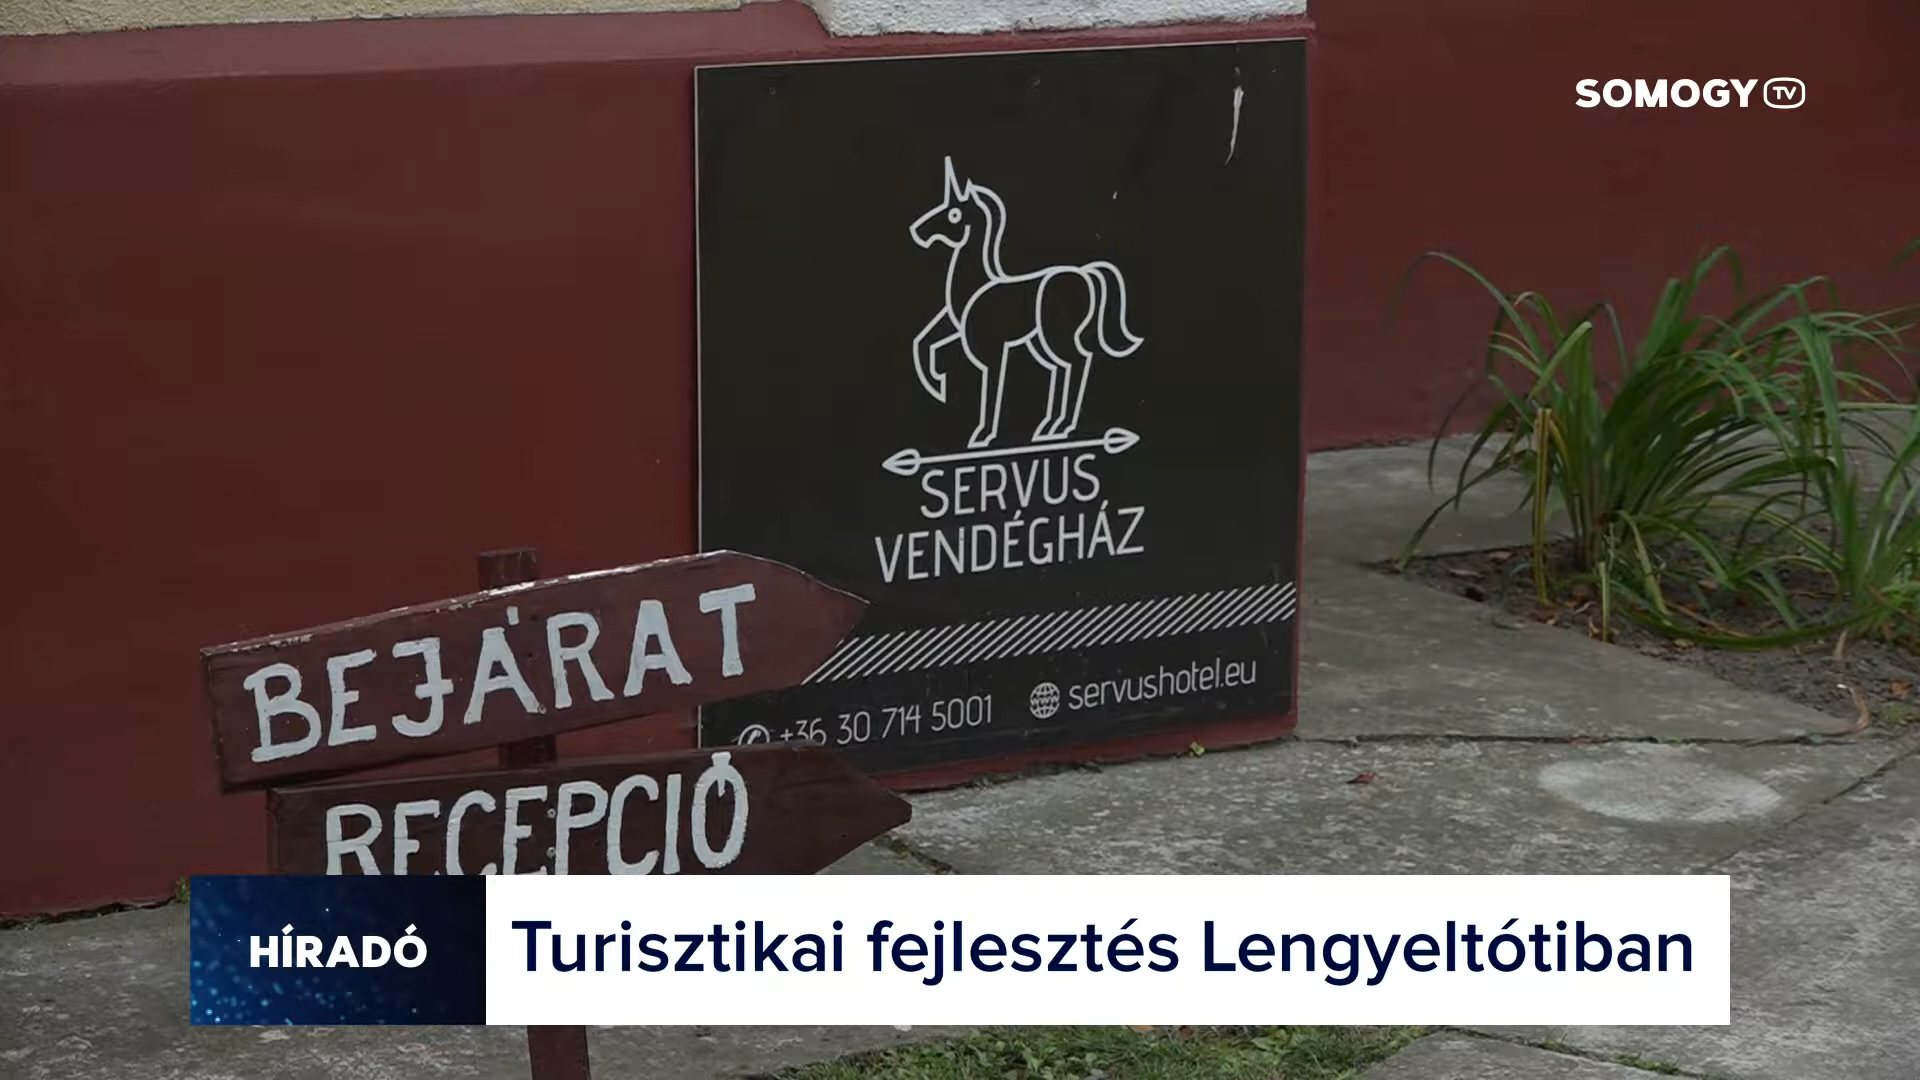 SOMOGY TV
SERVUS
VENDÉGHÁZ
+36 30 714 5001
servushotel.eu
BEJÁRAT
RECEPCIÓ
HÍRADÓ
Turisztikai fejlesztés Lengyeltótiban